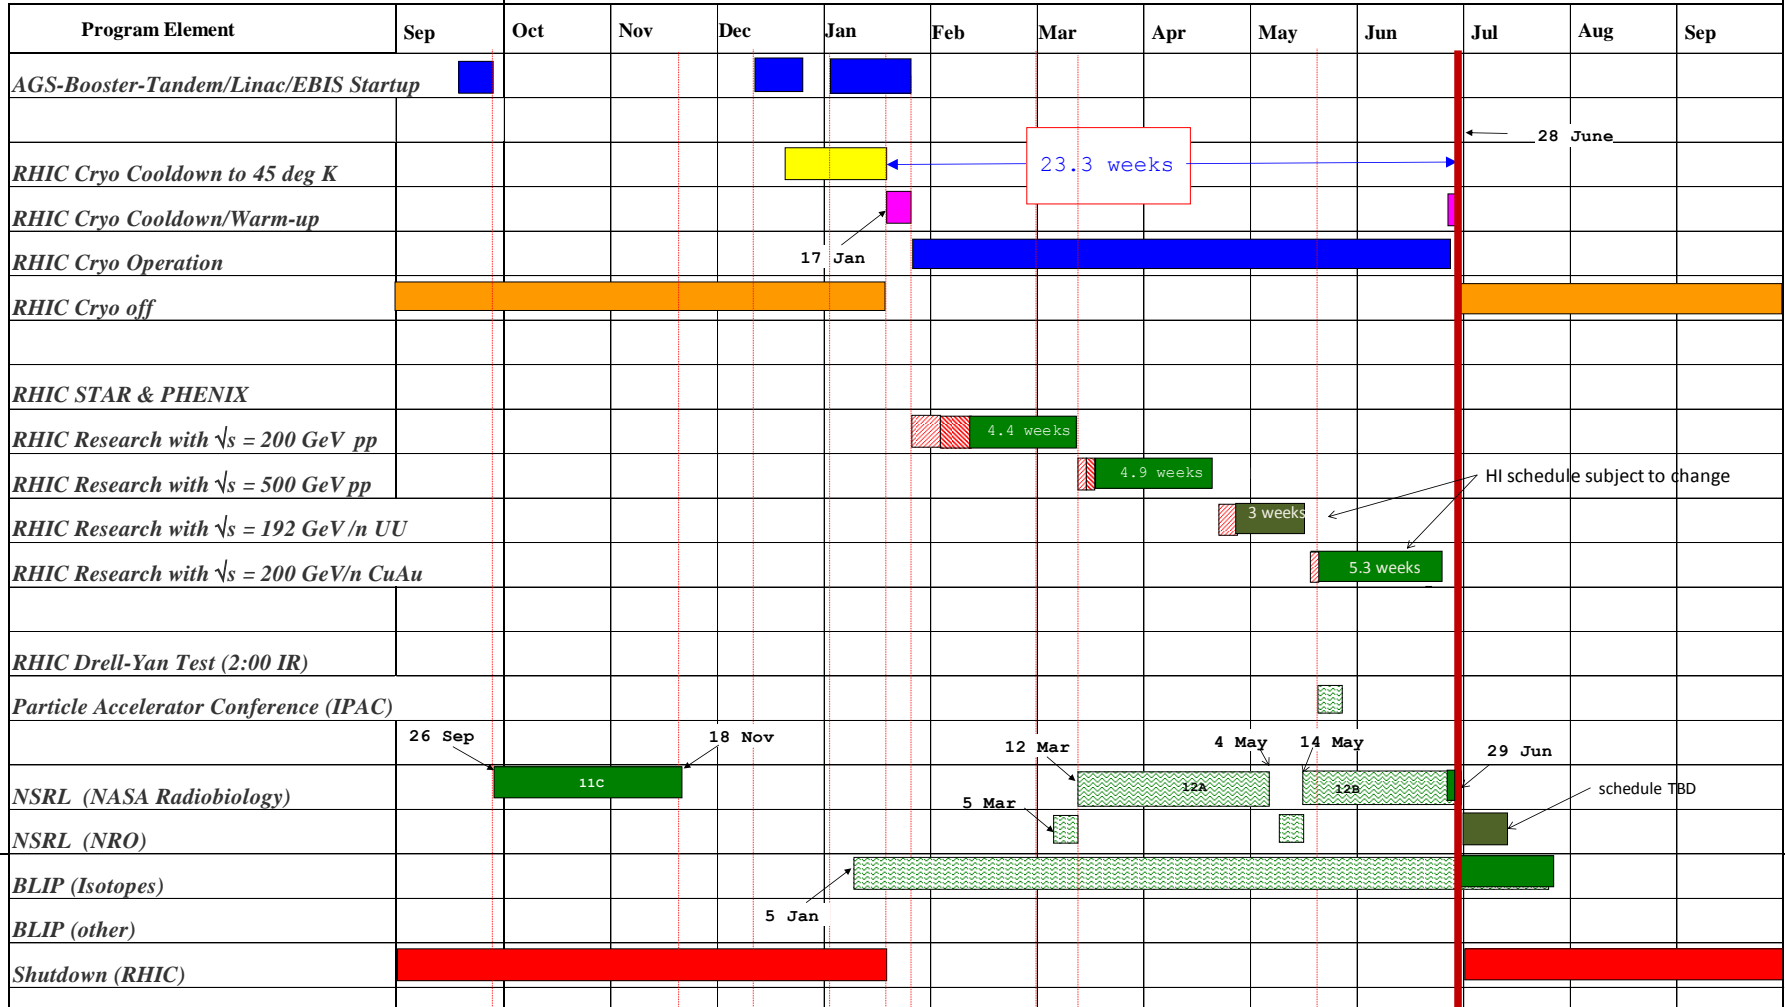 Program Element Sep Oct Nov Dec Jan Feb Mar Apr May Jun Jul Aug Sep
AGS-Booster-Tandem/Linac/EBIS Startup
28 June
RHIC Cryo Cooldown to 45 deg K 23.3 weeks
RHIC Cryo Cooldown/Warm-up
17 Jan
RHIC Cryo Operation
RHIC Cryo off
RHIC STAR & PHENIX
RHIC Research with √s = 200 GeV pp 4.4 weeks
RHIC Research with √s = 500 GeV pp 4.9 weeks
HI schedule subject to change
RHIC Research with √s = 192 GeV /n UU 3 weeks
RHIC Research with √s = 200 GeV/n CuAu 5.3 weeks
RHIC Drell-Yan Test (2:00 IR)
Particle Accelerator Conference (IPAC)
26 Sep 18 Nov 12 Mar 4 May 14 May 29 Jun
NSRL (NASA Radiobiology) 11C 12A 12B
schedule TBD
5 Mar
NSRL (NRO)
BLIP (Isotopes)
5 Jan
BLIP (other)
Shutdown (RHIC)